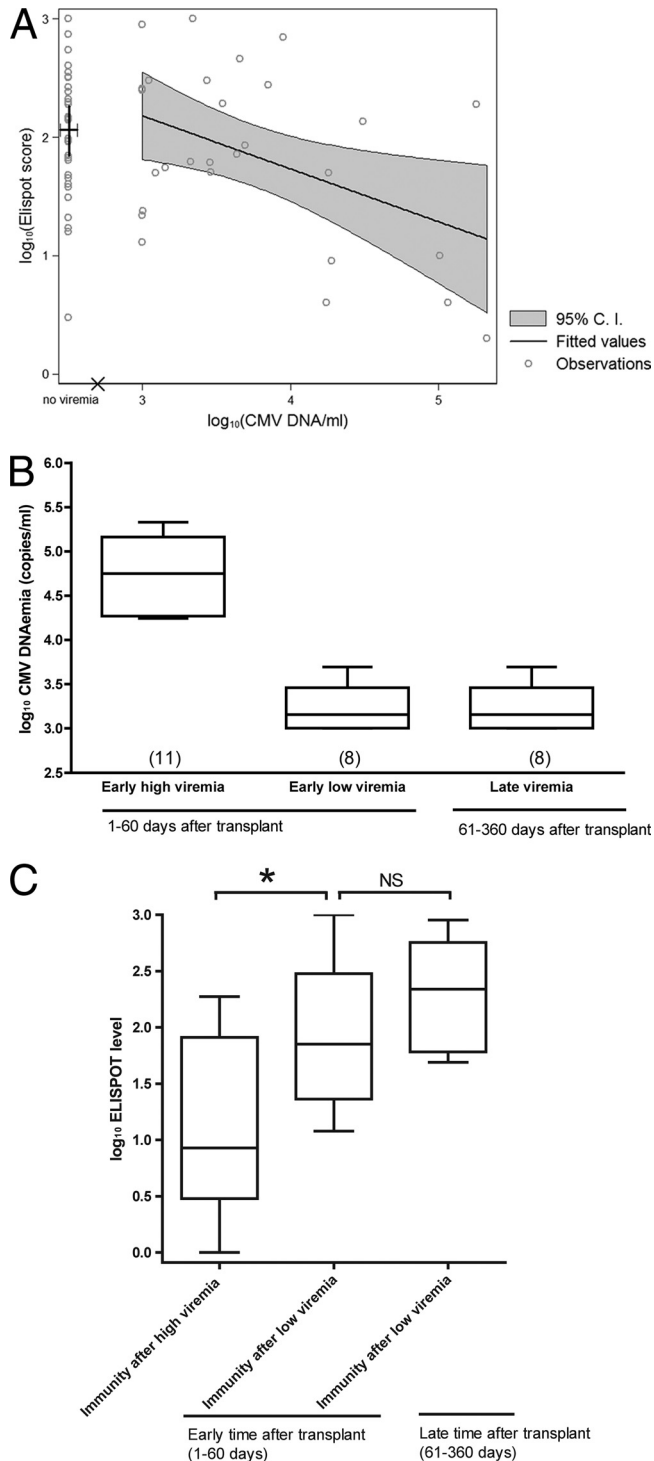 A
log10(Elispot score)
3
2
1
0
no viremia
3
4
5
log10(CMV DNA/ml)
95% C. I.
Fitted values
Observations
B
log10 CMV DNAemia (copies/ml)
6.0
5.5
5.0
4.5
4.0
3.5
3.0
2.5
(11)
(8)
(8)
Early high viremia
Early low viremia
Late viremia
1-60 days after transplant
61-360 days after transplant
C
*
NS
log10 ELISPOT level
3.0
2.5
2.0
1.5
1.0
0.5
0.0
Immunity after high viremia
Immunity after low viremia
Immunity after low viremia
Early time after transplant
(1-60 days)
Late time after transplant
(61-360 days)